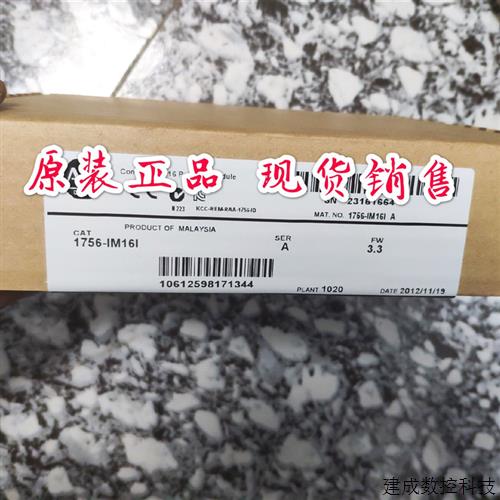 原装正品 现货销售
SN 23161664
N223 KCC-REM-RAA-1756-IO
MAT. NO. 1756-IM16I A
PRODUCT OF MALAYSIA
CAT SER FW
1756-IM16I A 3.3
10612598171344
PLANT 1020 DATE 2012/11/19
建成数控科技